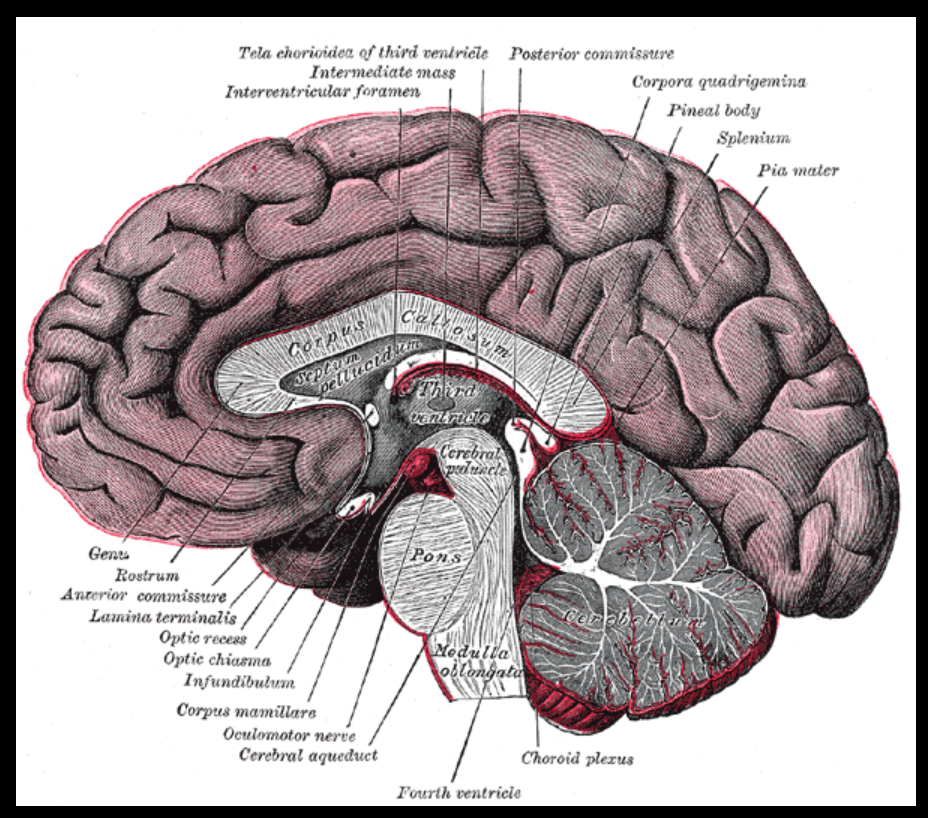 Tela chorioidea of third ventricle
Posterior commissure
Intermediate mass
Corpora quadrigemina
Interventricular foramen
Pineal body
Splenium
Pia mater
Corpus Callosum
Septum
pellucidum
Third
ventricle
Cerebral
peduncle
Pons
Cerebellum
Medulla
oblongata
Genu
Rostrum
Anterior commissure
Lamina terminalis
Optic recess
Optic chiasma
Infundibulum
Corpus mamillare
Oculomotor nerve
Cerebral aqueduct
Choroid plexus
Fourth ventricle